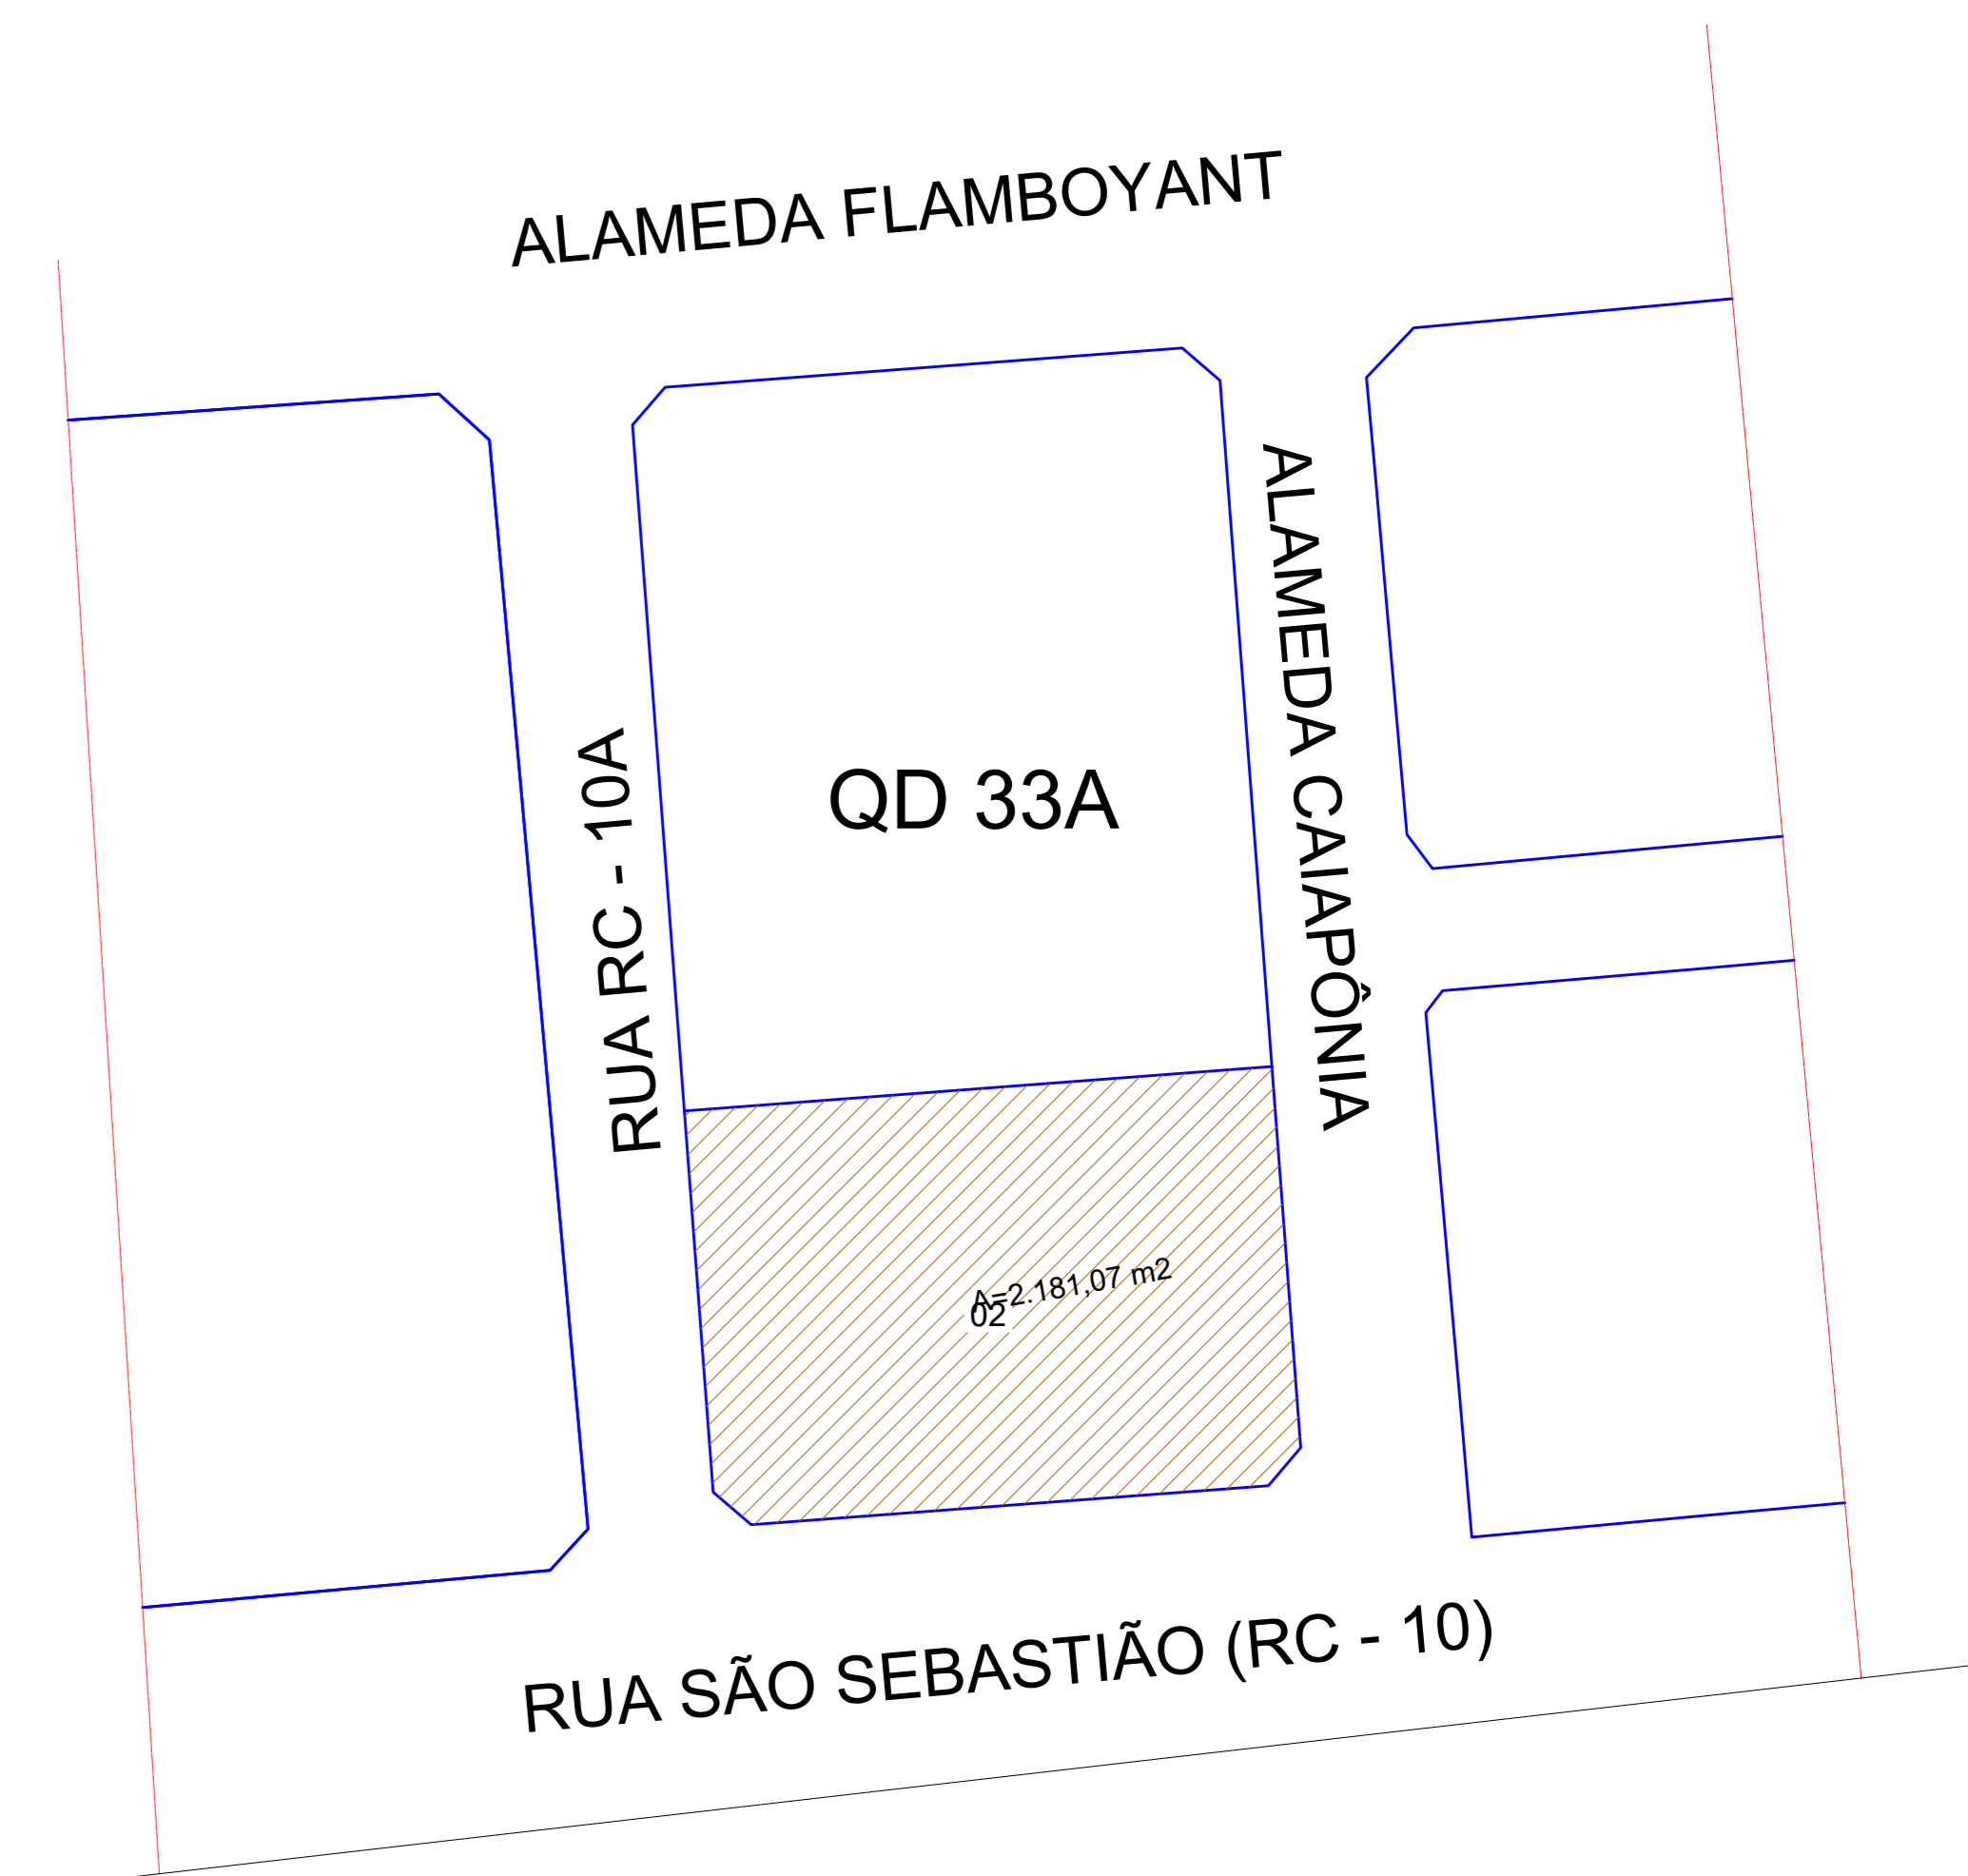 ALAMEDA FLAMBOYANT
RUA RC - 10A
QD 33A
ALAMEDA CAIAPÔNIA
A=2.181,07 m2
02
RUA SÃO SEBASTIÃO (RC - 10)